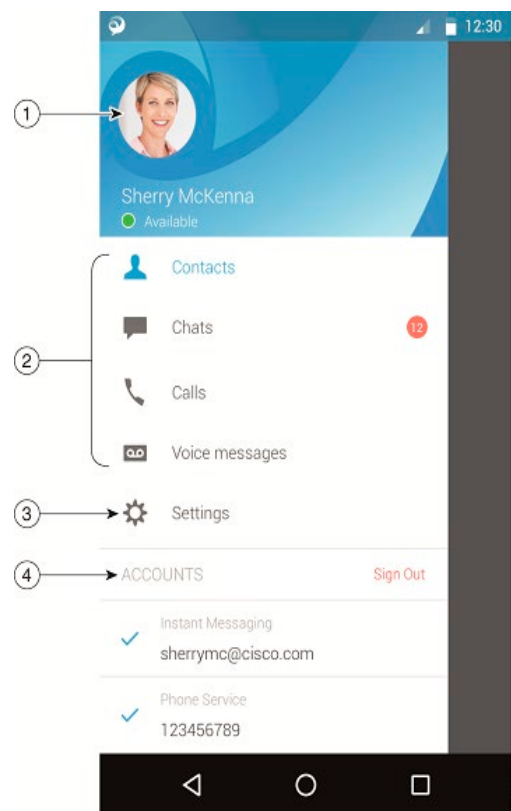 12:30
1
Sherry McKenna
Available
Contacts
Chats 12
2
Calls
Voice messages
3 Settings
4 ACCOUNTS Sign Out
Instant Messaging
sherrymc@cisco.com
Phone Service
123456789